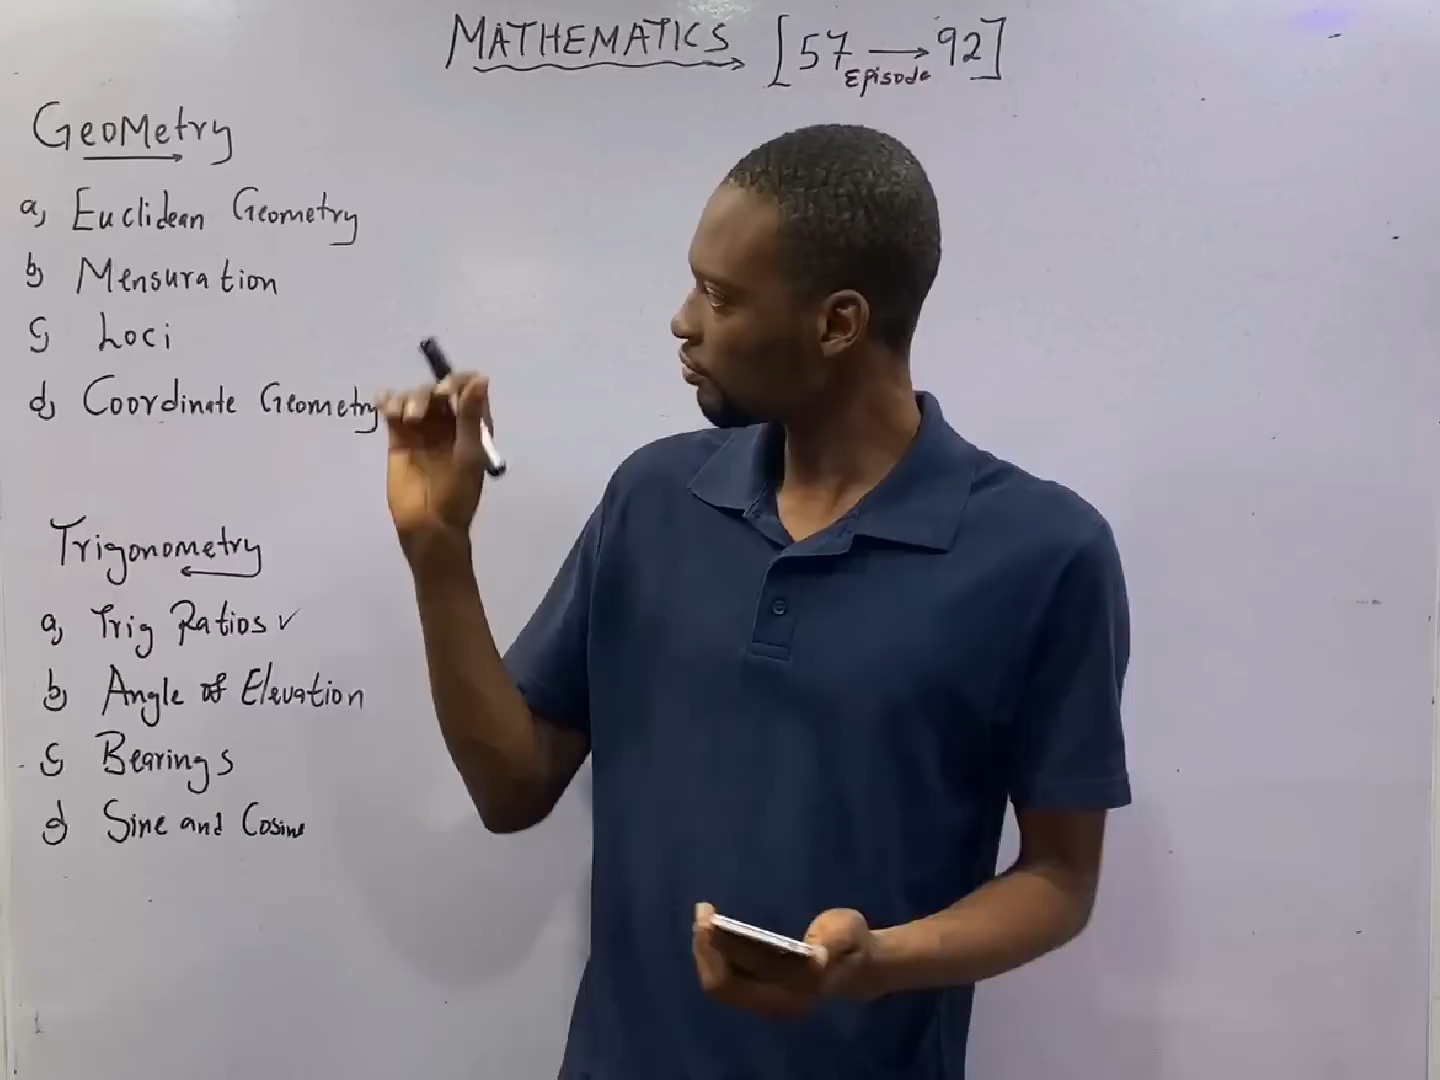 MATHEMATICS → [57 → 92]
Episode
GeoMetry
a, Euclidean Geometry
b, Mensuration
c, Loci
d, Coordinate Geometry
Trigonometry
a, Trig Ratios ✓
b, Angle of Elevation
c, Bearings
d, Sine and Cosine